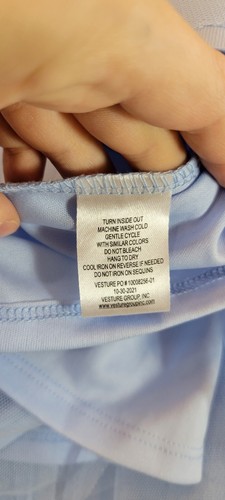 TURN INSIDE OUT
MACHINE WASH COLD
GENTLE CYCLE
WITH SIMILAR COLORS
DO NOT BLEACH
HANG TO DRY
COOL IRON ON REVERSE IF NEEDED
DO NOT IRON ON SEQUINS
VESTURE PO # 10008256-01
10-30-2021
VESTURE GROUP, INC
www.vesturegroupinc.com